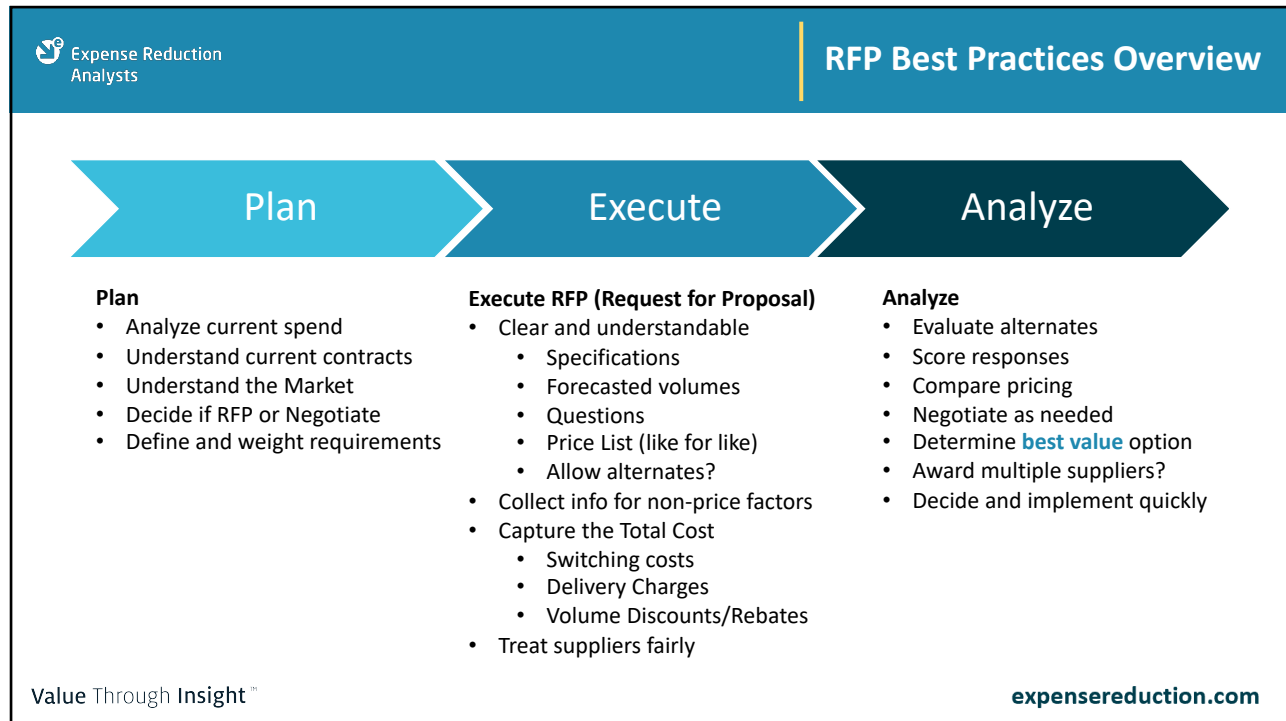 Expense Reduction
Analysts
RFP Best Practices Overview
Plan
Execute
Analyze
Plan
• Analyze current spend
• Understand current contracts
• Understand the Market
• Decide if RFP or Negotiate
• Define and weight requirements
Execute RFP (Request for Proposal)
• Clear and understandable
• Specifications
• Forecasted volumes
• Questions
• Price List (like for like)
• Allow alternates?
• Collect info for non-price factors
• Capture the Total Cost
• Switching costs
• Delivery Charges
• Volume Discounts/Rebates
• Treat suppliers fairly
Analyze
• Evaluate alternates
• Score responses
• Compare pricing
• Negotiate as needed
• Determine best value option
• Award multiple suppliers?
• Decide and implement quickly
Value Through Insight™
expensereduction.com